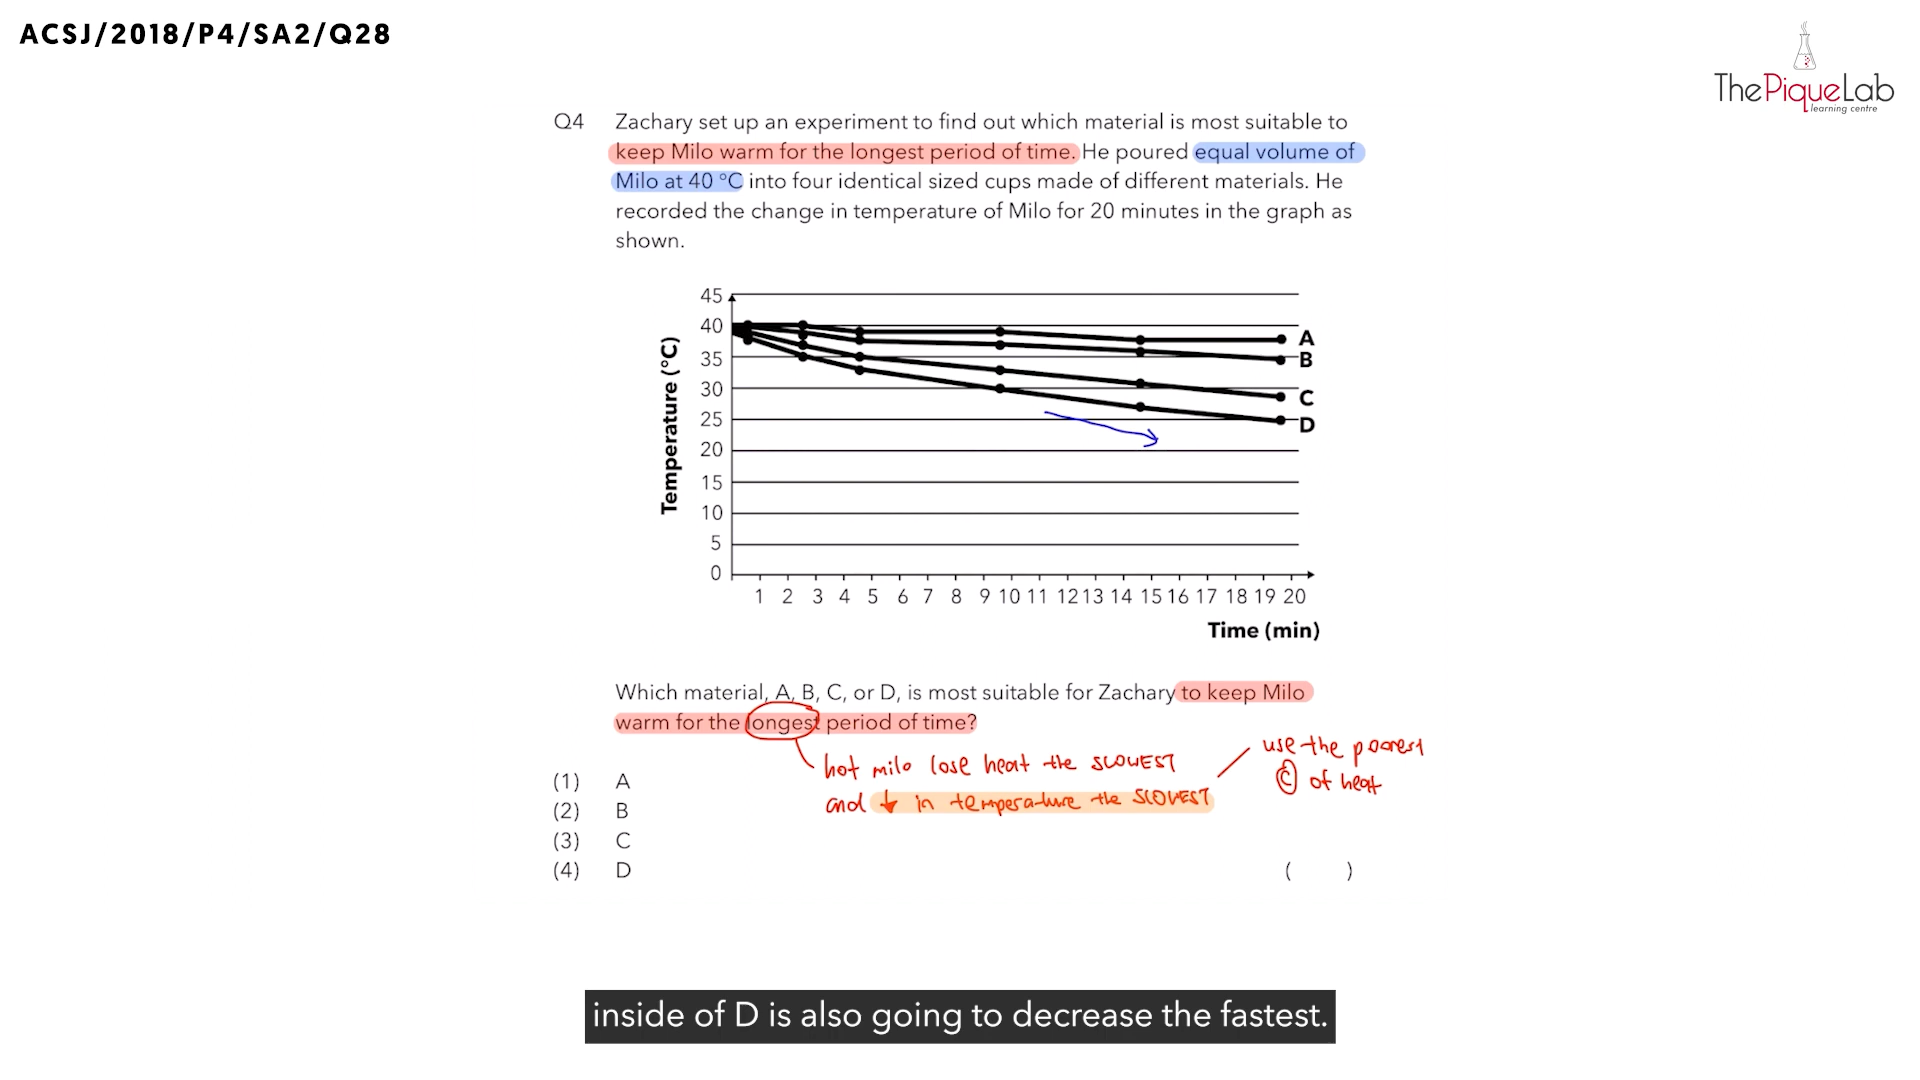 ACSJ/2018/P4/SA2/Q28
ThePiqueLab
learning centre
Q4 Zachary set up an experiment to find out which material is most suitable to
keep Milo warm for the longest period of time. He poured equal volume of
Milo at 40 °C into four identical sized cups made of different materials. He
recorded the change in temperature of Milo for 20 minutes in the graph as
shown.
Temperature (°C)
45
40
35
30
25
20
15
10
5
0
A
B
C
D
1 2 3 4 5 6 7 8 9 10 11 12 13 14 15 16 17 18 19 20
Time (min)
Which material, A, B, C, or D, is most suitable for Zachary to keep Milo
warm for the longest period of time?
hot milo lose heat the SLOWEST
and ↓ in temperature the SLOWEST
use the poorest
© of heat
(1) A
(2) B
(3) C
(4) D ( )
inside of D is also going to decrease the fastest.